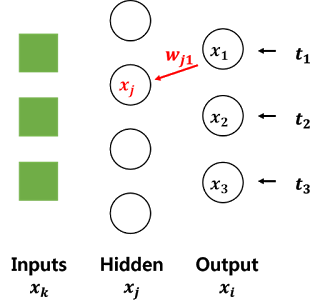 w_{j1}
x_1
t_1
x_j
x_2
t_2
x_3
t_3
Inputs Hidden Output
x_k x_j x_i